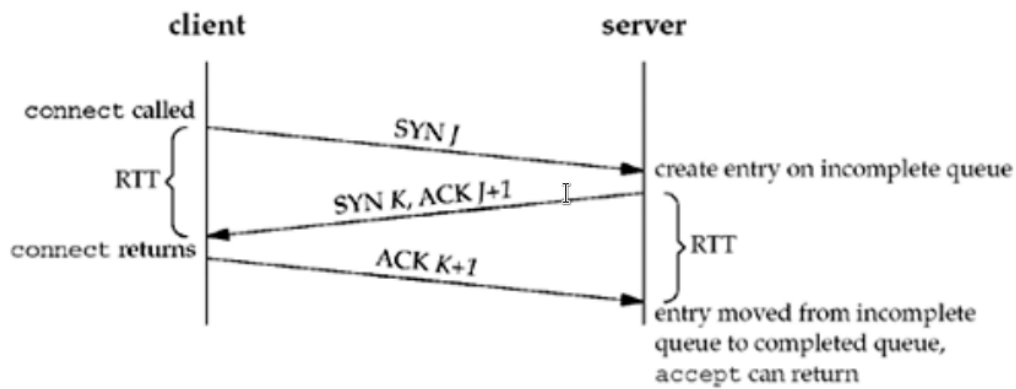 client
server
connect called
SYN J
RTT
create entry on incomplete queue
SYN K, ACK J+1
RTT
connect returns
ACK K+1
entry moved from incomplete
queue to completed queue,
accept can return